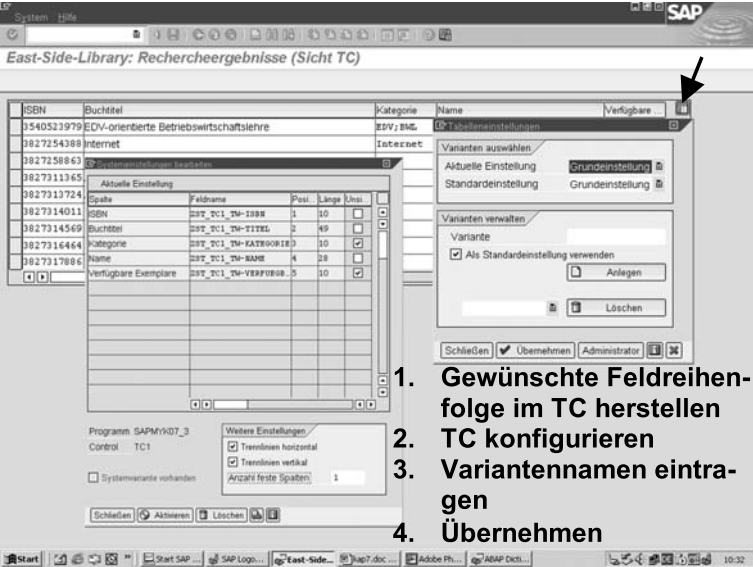 System Hilfe
SAP
East-Side-Library: Rechercheergebnisse (Sicht TC)
ISBN Buchtitel Kategorie Name Verfügbare ...
3540523979 EDV-orientierte Betriebswirtschaftslehre EDV;BWL
3827254388 Internet Internet
3827258863
3827311365
3827313724
3827314011
3827314569
3827316464
3827317886
Systemeinstellungen bearbeiten
Aktuelle Einstellung
Spalte Feldname Posi... Länge Unsi...
ISBN ZST_TC1_TW-ISBN 1 10
Buchtitel ZST_TC1_TW-TITEL 2 49
Kategorie ZST_TC1_TW-KATEGORIE 3 10
Name ZST_TC1_TW-NAME 4 28
Verfügbare Exemplare ZST_TC1_TW-VERFUEGB. 5 10
Programm SAPMYK07_3
Control TC1
Systemvariante vorhanden
Weitere Einstellungen
Trennlinien horizontal
Trennlinien vertikal
Anzahl feste Spalten 1
Schließen Aktivieren Löschen
Tabelleneinstellungen
Varianten auswählen
Aktuelle Einstellung Grundeinstellung
Standardeinstellung Grundeinstellung
Varianten verwalten
Variante
Als Standardeinstellung verwenden
Anlegen
Löschen
Schließen Übernehmen Administrator
1. Gewünschte Feldreihen-
folge im TC herstellen
2. TC konfigurieren
3. Variantennamen eintra-
gen
4. Übernehmen
Start Start SAP ... SAP Logo... East-Side... kap7.doc ... Adobe Ph... ABAP Dicti... 10:32